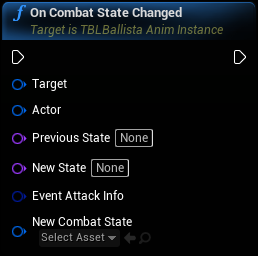 On Combat State Changed
Target is TBLBallista Anim Instance
Target
Actor
Previous State None
New State None
Event Attack Info
New Combat State
Select Asset